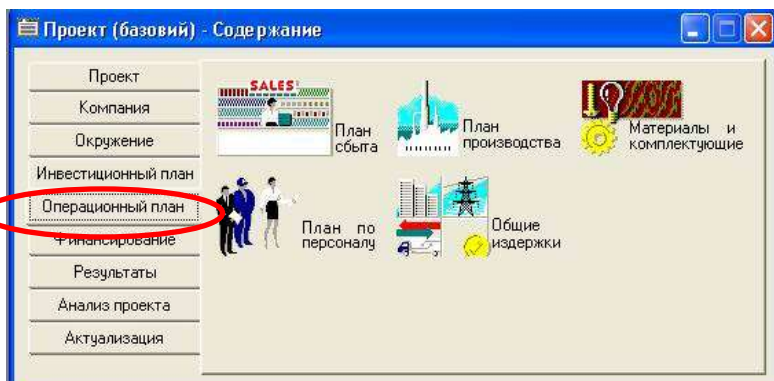 Проект (базовий) - Содержание
Проект
Компания
Окружение
Инвестиционный план
Операционный план
Финансирование
Результаты
Анализ проекта
Актуализация
SALES!
План
сбыта
План
производства
Материалы и
комплектующие
План по
персоналу
Общие
издержки